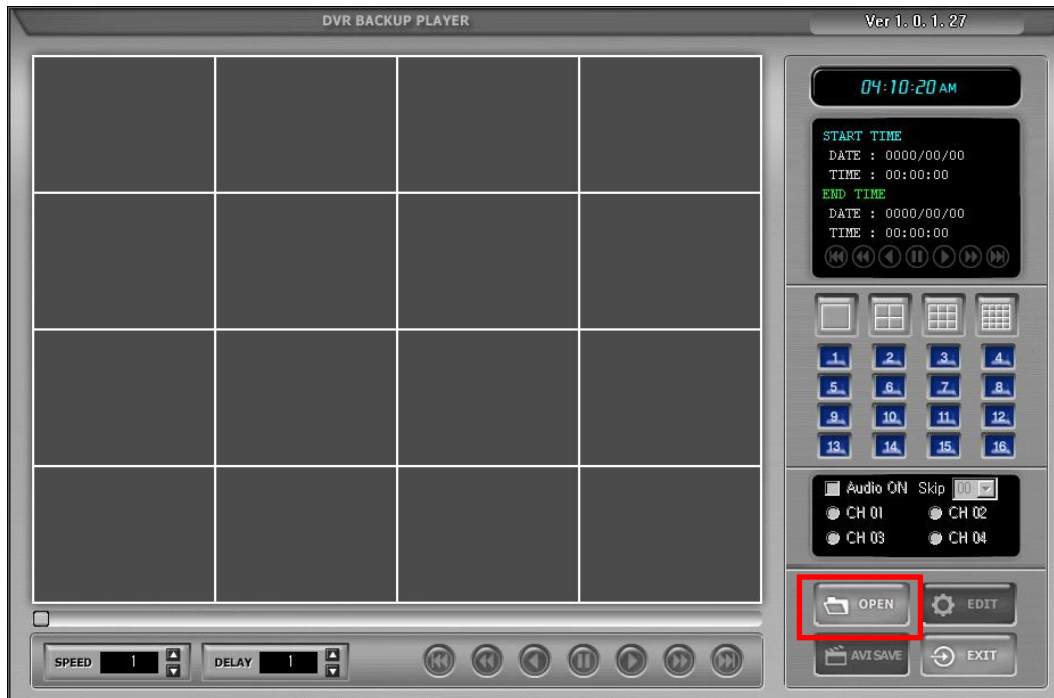 DVR BACKUP PLAYER
Ver 1. 0. 1. 27
04:10:20 AM
START TIME
DATE : 0000/00/00
TIME : 00:00:00
END TIME
DATE : 0000/00/00
TIME : 00:00:00
1 2 3 4
5 6 7 8
9 10 11 12
13 14 15 16
Audio ON Skip 00
CH 01 CH 02
CH 03 CH 04
OPEN EDIT
AVI SAVE EXIT
SPEED 1 DELAY 1